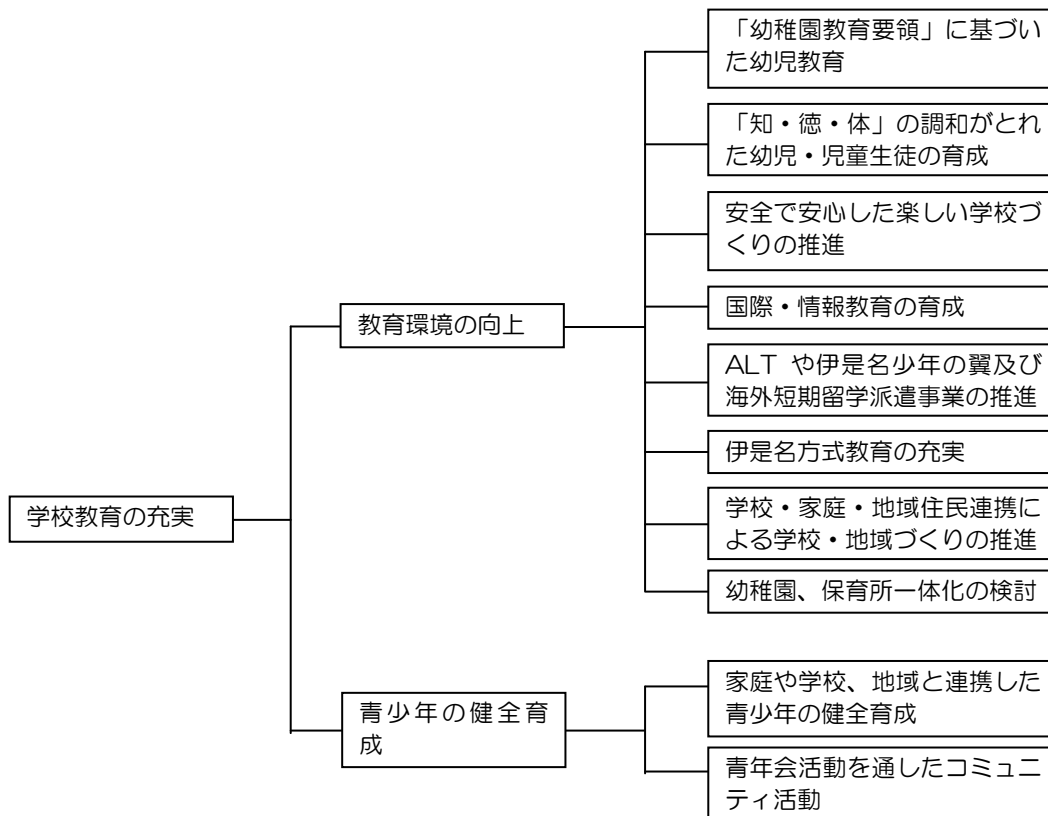 「幼稚園教育要領」に基づい
た幼児教育
「知・徳・体」の調和がとれ
た幼児・児童生徒の育成
安全で安心した楽しい学校づ
くりの推進
教育環境の向上
国際・情報教育の育成
ALT や伊是名少年の翼及び
海外短期留学派遣事業の推進
伊是名方式教育の充実
学校教育の充実
学校・家庭・地域住民連携に
よる学校・地域づくりの推進
幼稚園、保育所一体化の検討
青少年の健全育
成
家庭や学校、地域と連携した
青少年の健全育成
青年会活動を通したコミュニ
ティ活動